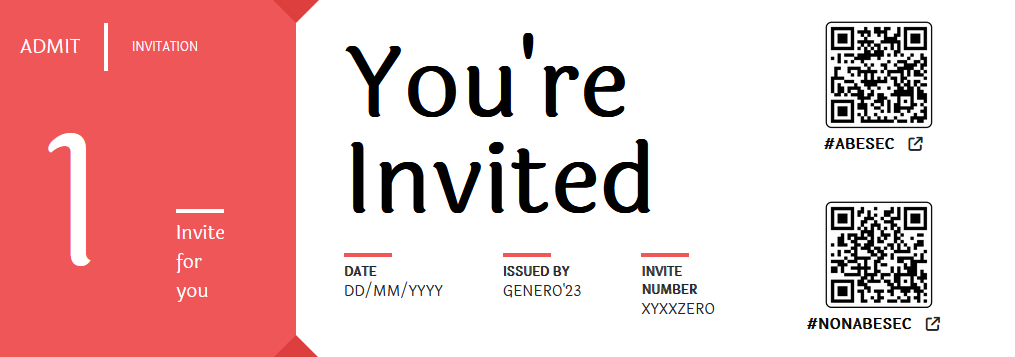 ADMIT
INVITATION
1
Invite
for
you
You're
Invited
DATE
DD/MM/YYYY
ISSUED BY
GENERO'23
INVITE
NUMBER
XYXXZERO
#ABESEC
#NONABESEC